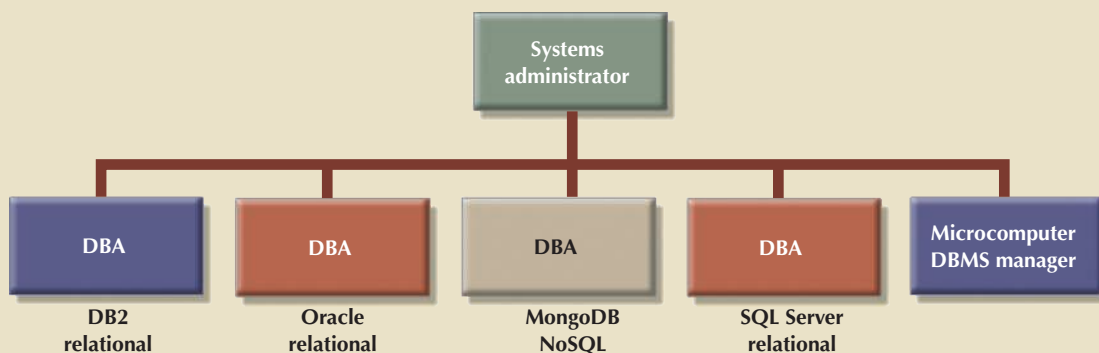 Systems
administrator
DBA
DBA
DBA
DBA
Microcomputer
DBMS manager
DB2
relational
Oracle
relational
MongoDB
NoSQL
SQL Server
relational